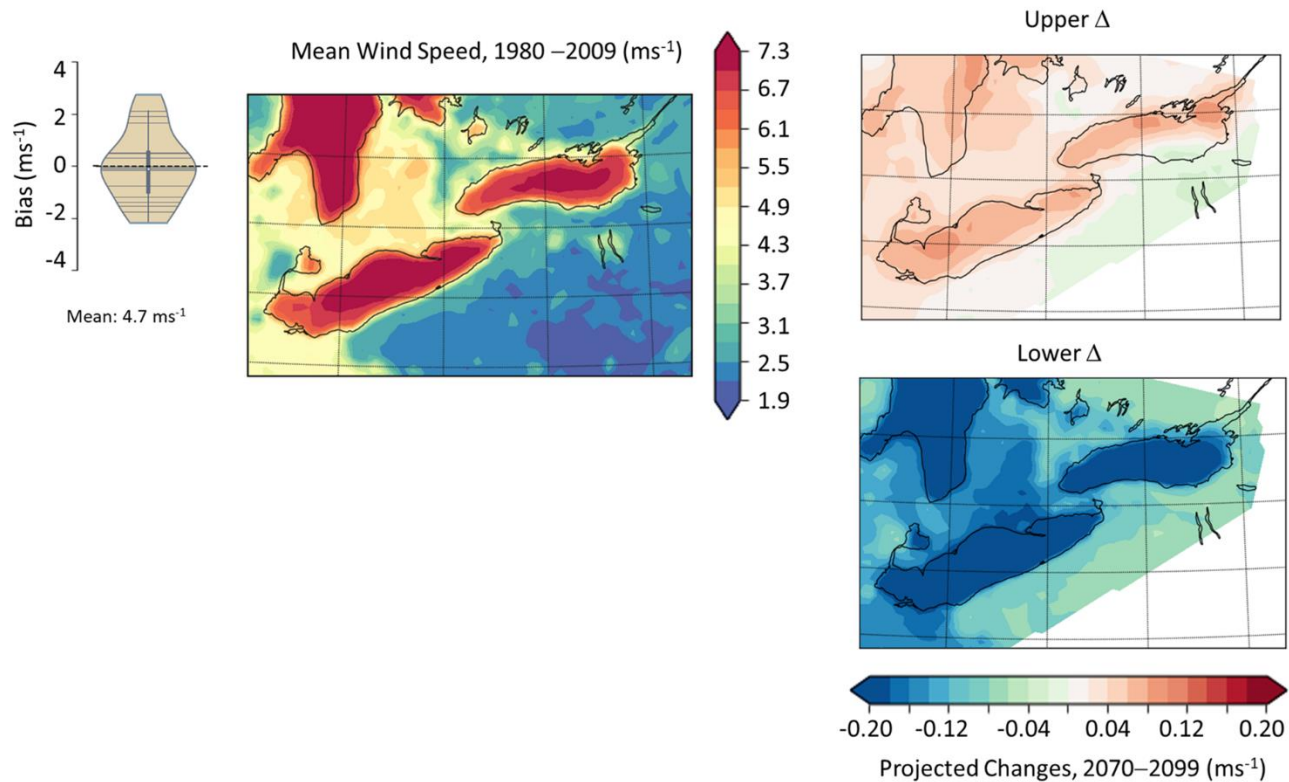 Mean Wind Speed, 1980 –2009 (ms⁻¹)
Bias (ms⁻¹)
4
2
0
-2
-4
Mean: 4.7 ms⁻¹
7.3
6.7
6.1
5.5
4.9
4.3
3.7
3.1
2.5
1.9
Upper Δ
Lower Δ
-0.20 -0.12 -0.04 0.04 0.12 0.20
Projected Changes, 2070–2099 (ms⁻¹)